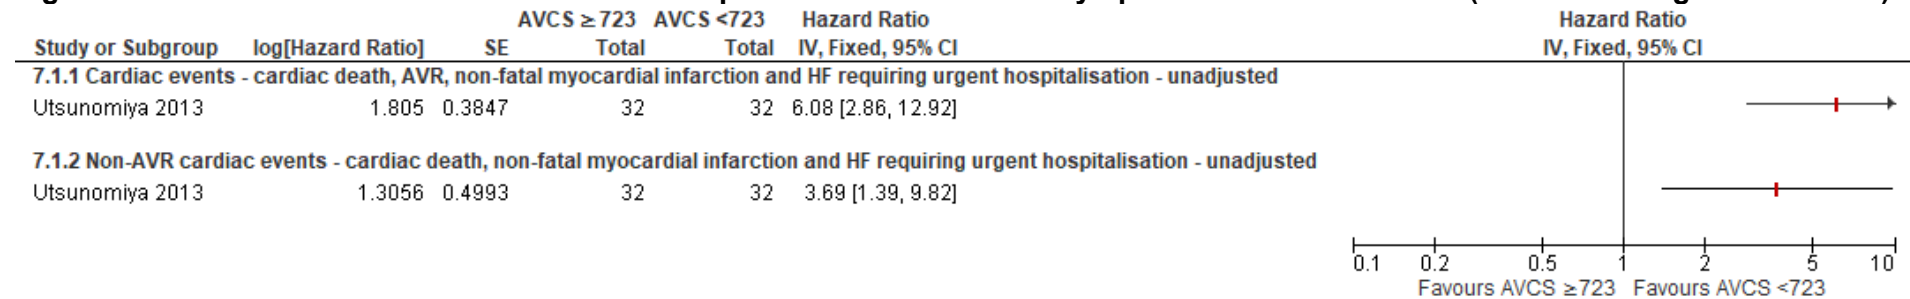 AVCS ≥723 AVCS <723 Hazard Ratio Hazard Ratio
Study or Subgroup log[Hazard Ratio] SE Total Total IV, Fixed, 95% CI IV, Fixed, 95% CI
7.1.1 Cardiac events - cardiac death, AVR, non-fatal myocardial infarction and HF requiring urgent hospitalisation - unadjusted
Utsunomiya 2013 1.805 0.3847 32 32 6.08 [2.86, 12.92]
7.1.2 Non-AVR cardiac events - cardiac death, non-fatal myocardial infarction and HF requiring urgent hospitalisation - unadjusted
Utsunomiya 2013 1.3056 0.4993 32 32 3.69 [1.39, 9.82]
0.1 0.2 0.5 1 2 5 10
Favours AVCS ≥723 Favours AVCS <723